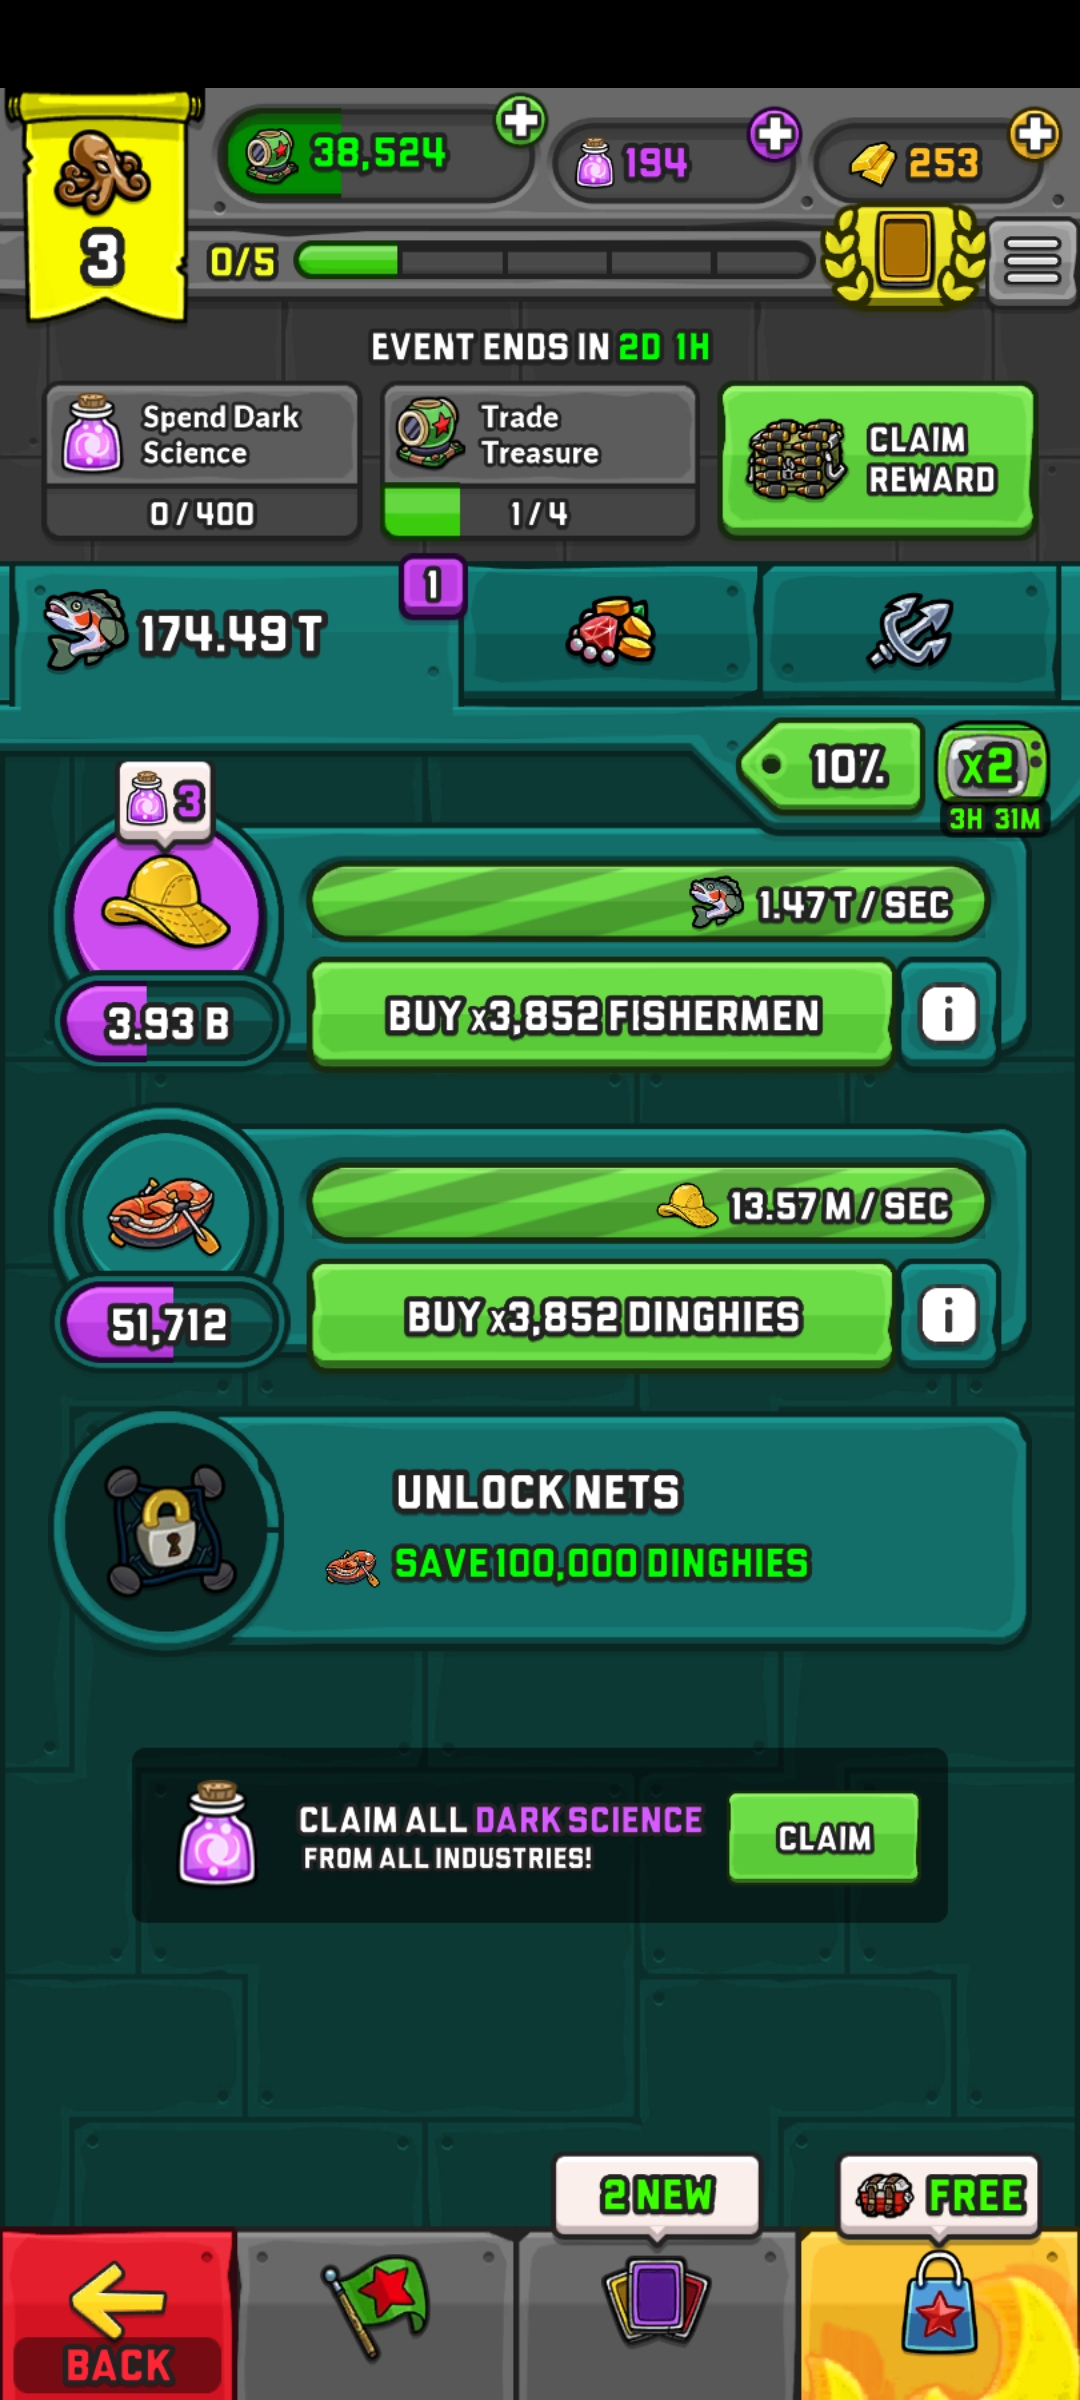 38,524
194
253
3
0/5
EVENT ENDS IN 2D 1H
Spend Dark
Science
0 / 400
Trade
Treasure
1 / 4
CLAIM
REWARD
174.49 T
1
10%
x2
3H 31M
3
1.47 T / SEC
3.93 B
BUY x3,852 FISHERMEN
i
13.57 M / SEC
51,712
BUY x3,852 DINGHIES
i
UNLOCK NETS
SAVE 100,000 DINGHIES
CLAIM ALL DARK SCIENCE
FROM ALL INDUSTRIES!
CLAIM
2 NEW
FREE
BACK